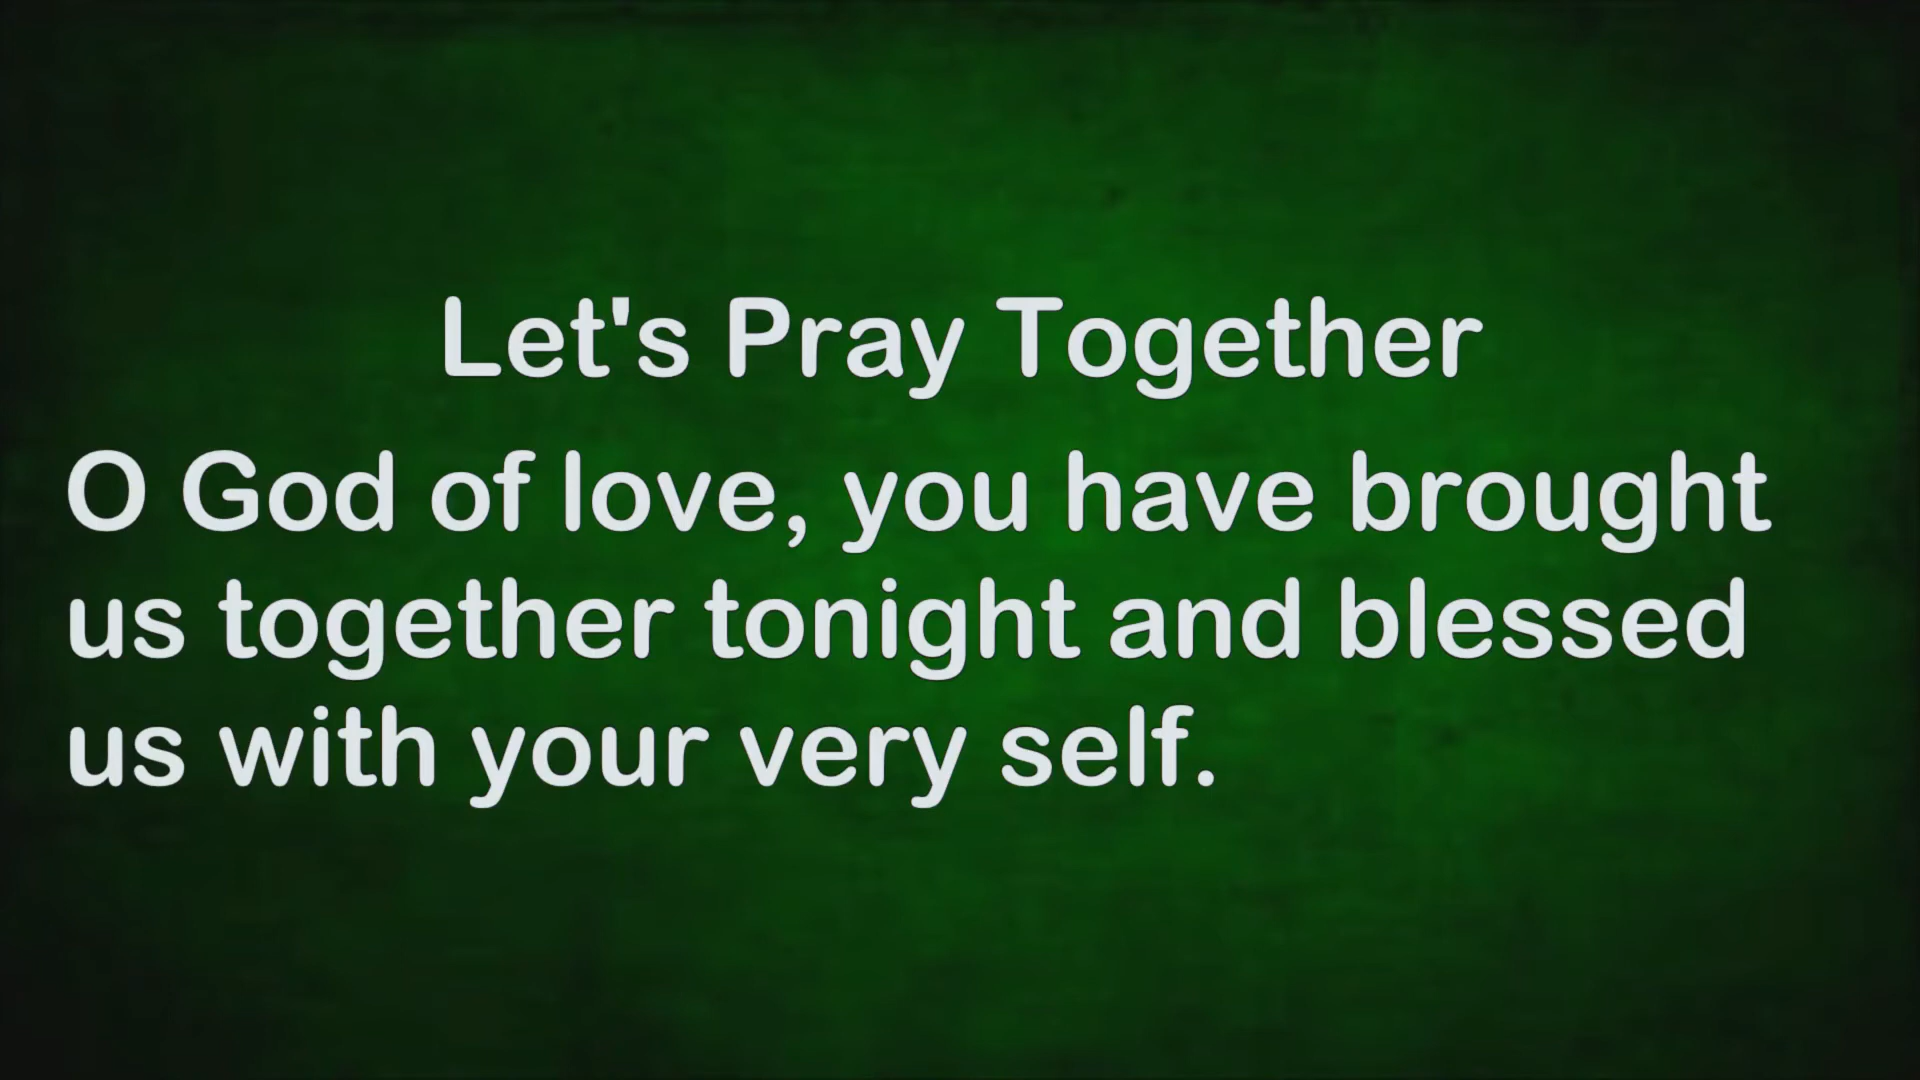 Let's Pray Together
O God of love, you have brought
us together tonight and blessed
us with your very self.